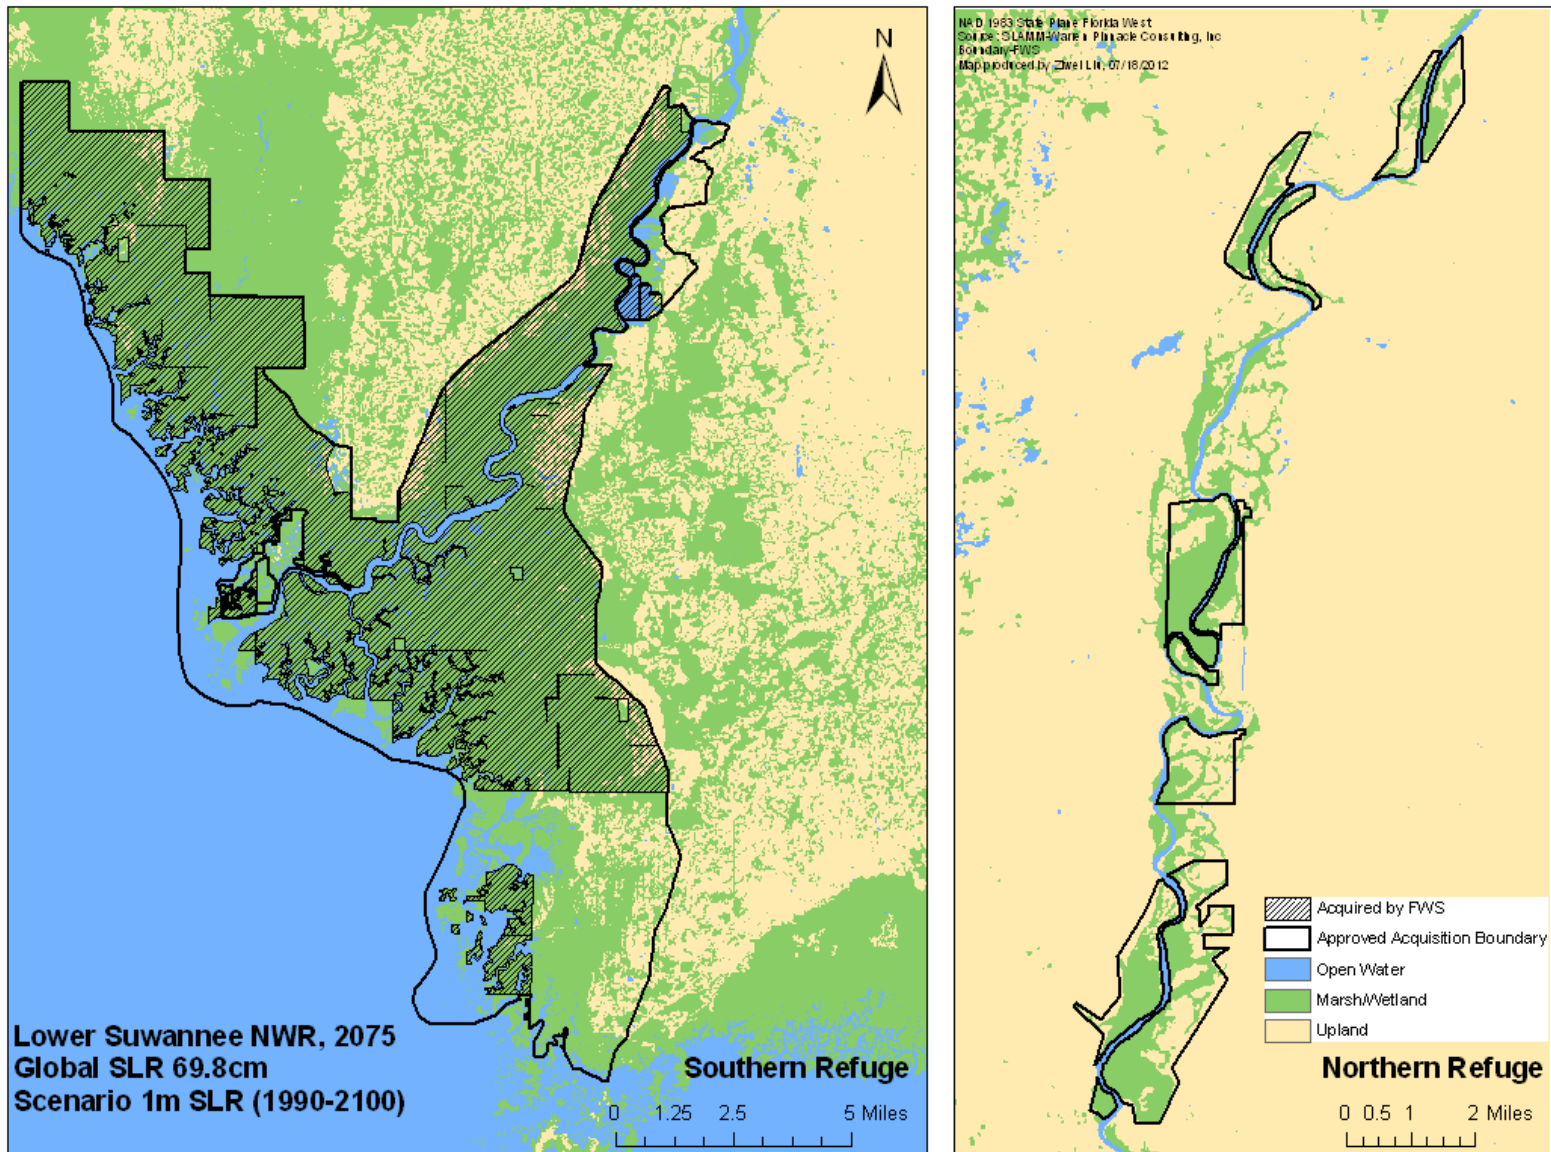 N
Lower Suwannee NWR, 2075
Global SLR 69.8cm
Scenario 1m SLR (1990-2100)
Southern Refuge
0 1.25 2.5 5 Miles
NAD 1983 State Plane Florida West
Source: SLAMM-Warren Pinnacle Consulting, Inc
Boundary-FWS
Map produced by Ziwei Liu, 07/18/2012
Acquired by FWS
Approved Acquisition Boundary
Open Water
Marsh/Wetland
Upland
Northern Refuge
0 0.5 1 2 Miles